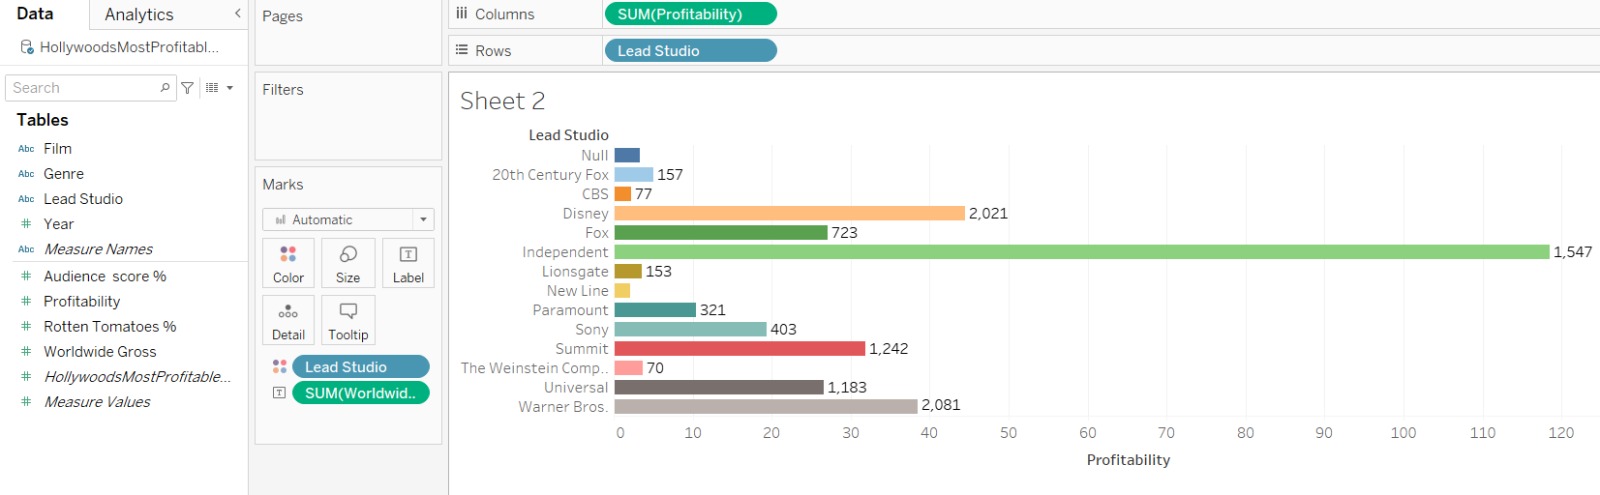 Data
Analytics
HollywoodsMostProfitabl...
Search
Tables
Abc Film
Abc Genre
Abc Lead Studio
# Year
Abc Measure Names
# Audience score %
# Profitability
# Rotten Tomatoes %
# Worldwide Gross
# HollywoodsMostProfitable...
# Measure Values
Pages
Filters
Marks
Automatic
Color
Size
T
Label
Detail
Tooltip
Lead Studio
T SUM(Worldwid..
Columns
SUM(Profitability)
Rows
Lead Studio
Sheet 2
Lead Studio
Null
20th Century Fox 157
CBS 77
Disney 2,021
Fox 723
Independent 1,547
Lionsgate 153
New Line
Paramount 321
Sony 403
Summit 1,242
The Weinstein Comp.. 70
Universal 1,183
Warner Bros. 2,081
0 10 20 30 40 50 60 70 80 90 100 110 120
Profitability